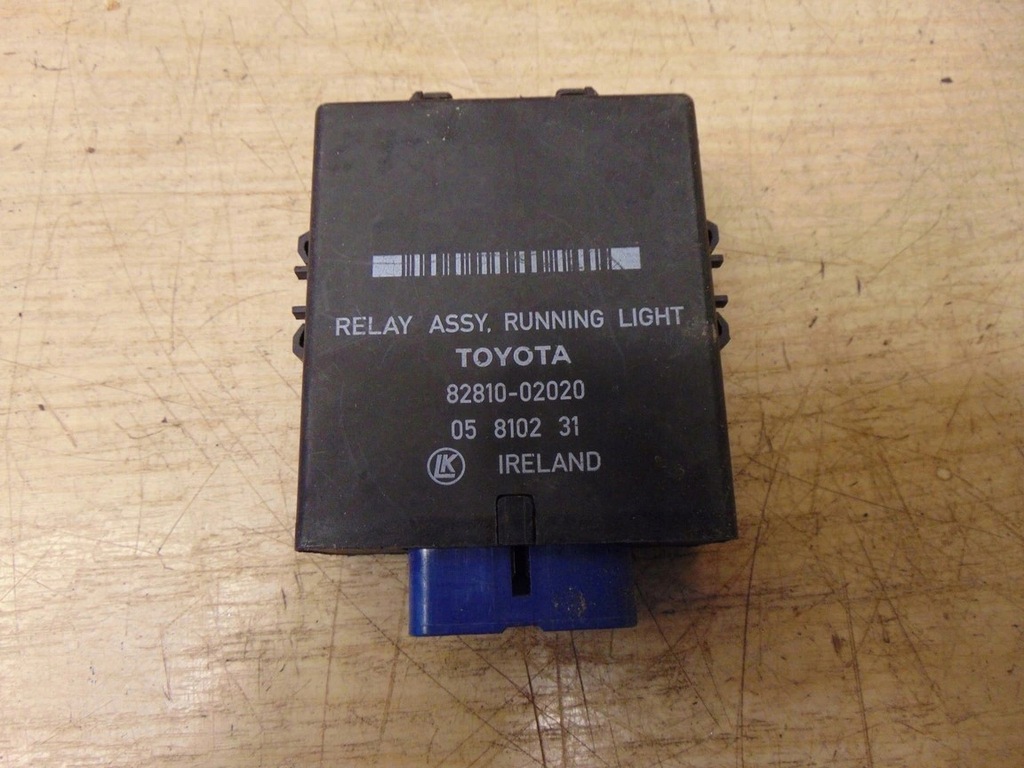 RELAY ASSY, RUNNING LIGHT
TOYOTA
82810-02020
05 8102 31
LK IRELAND